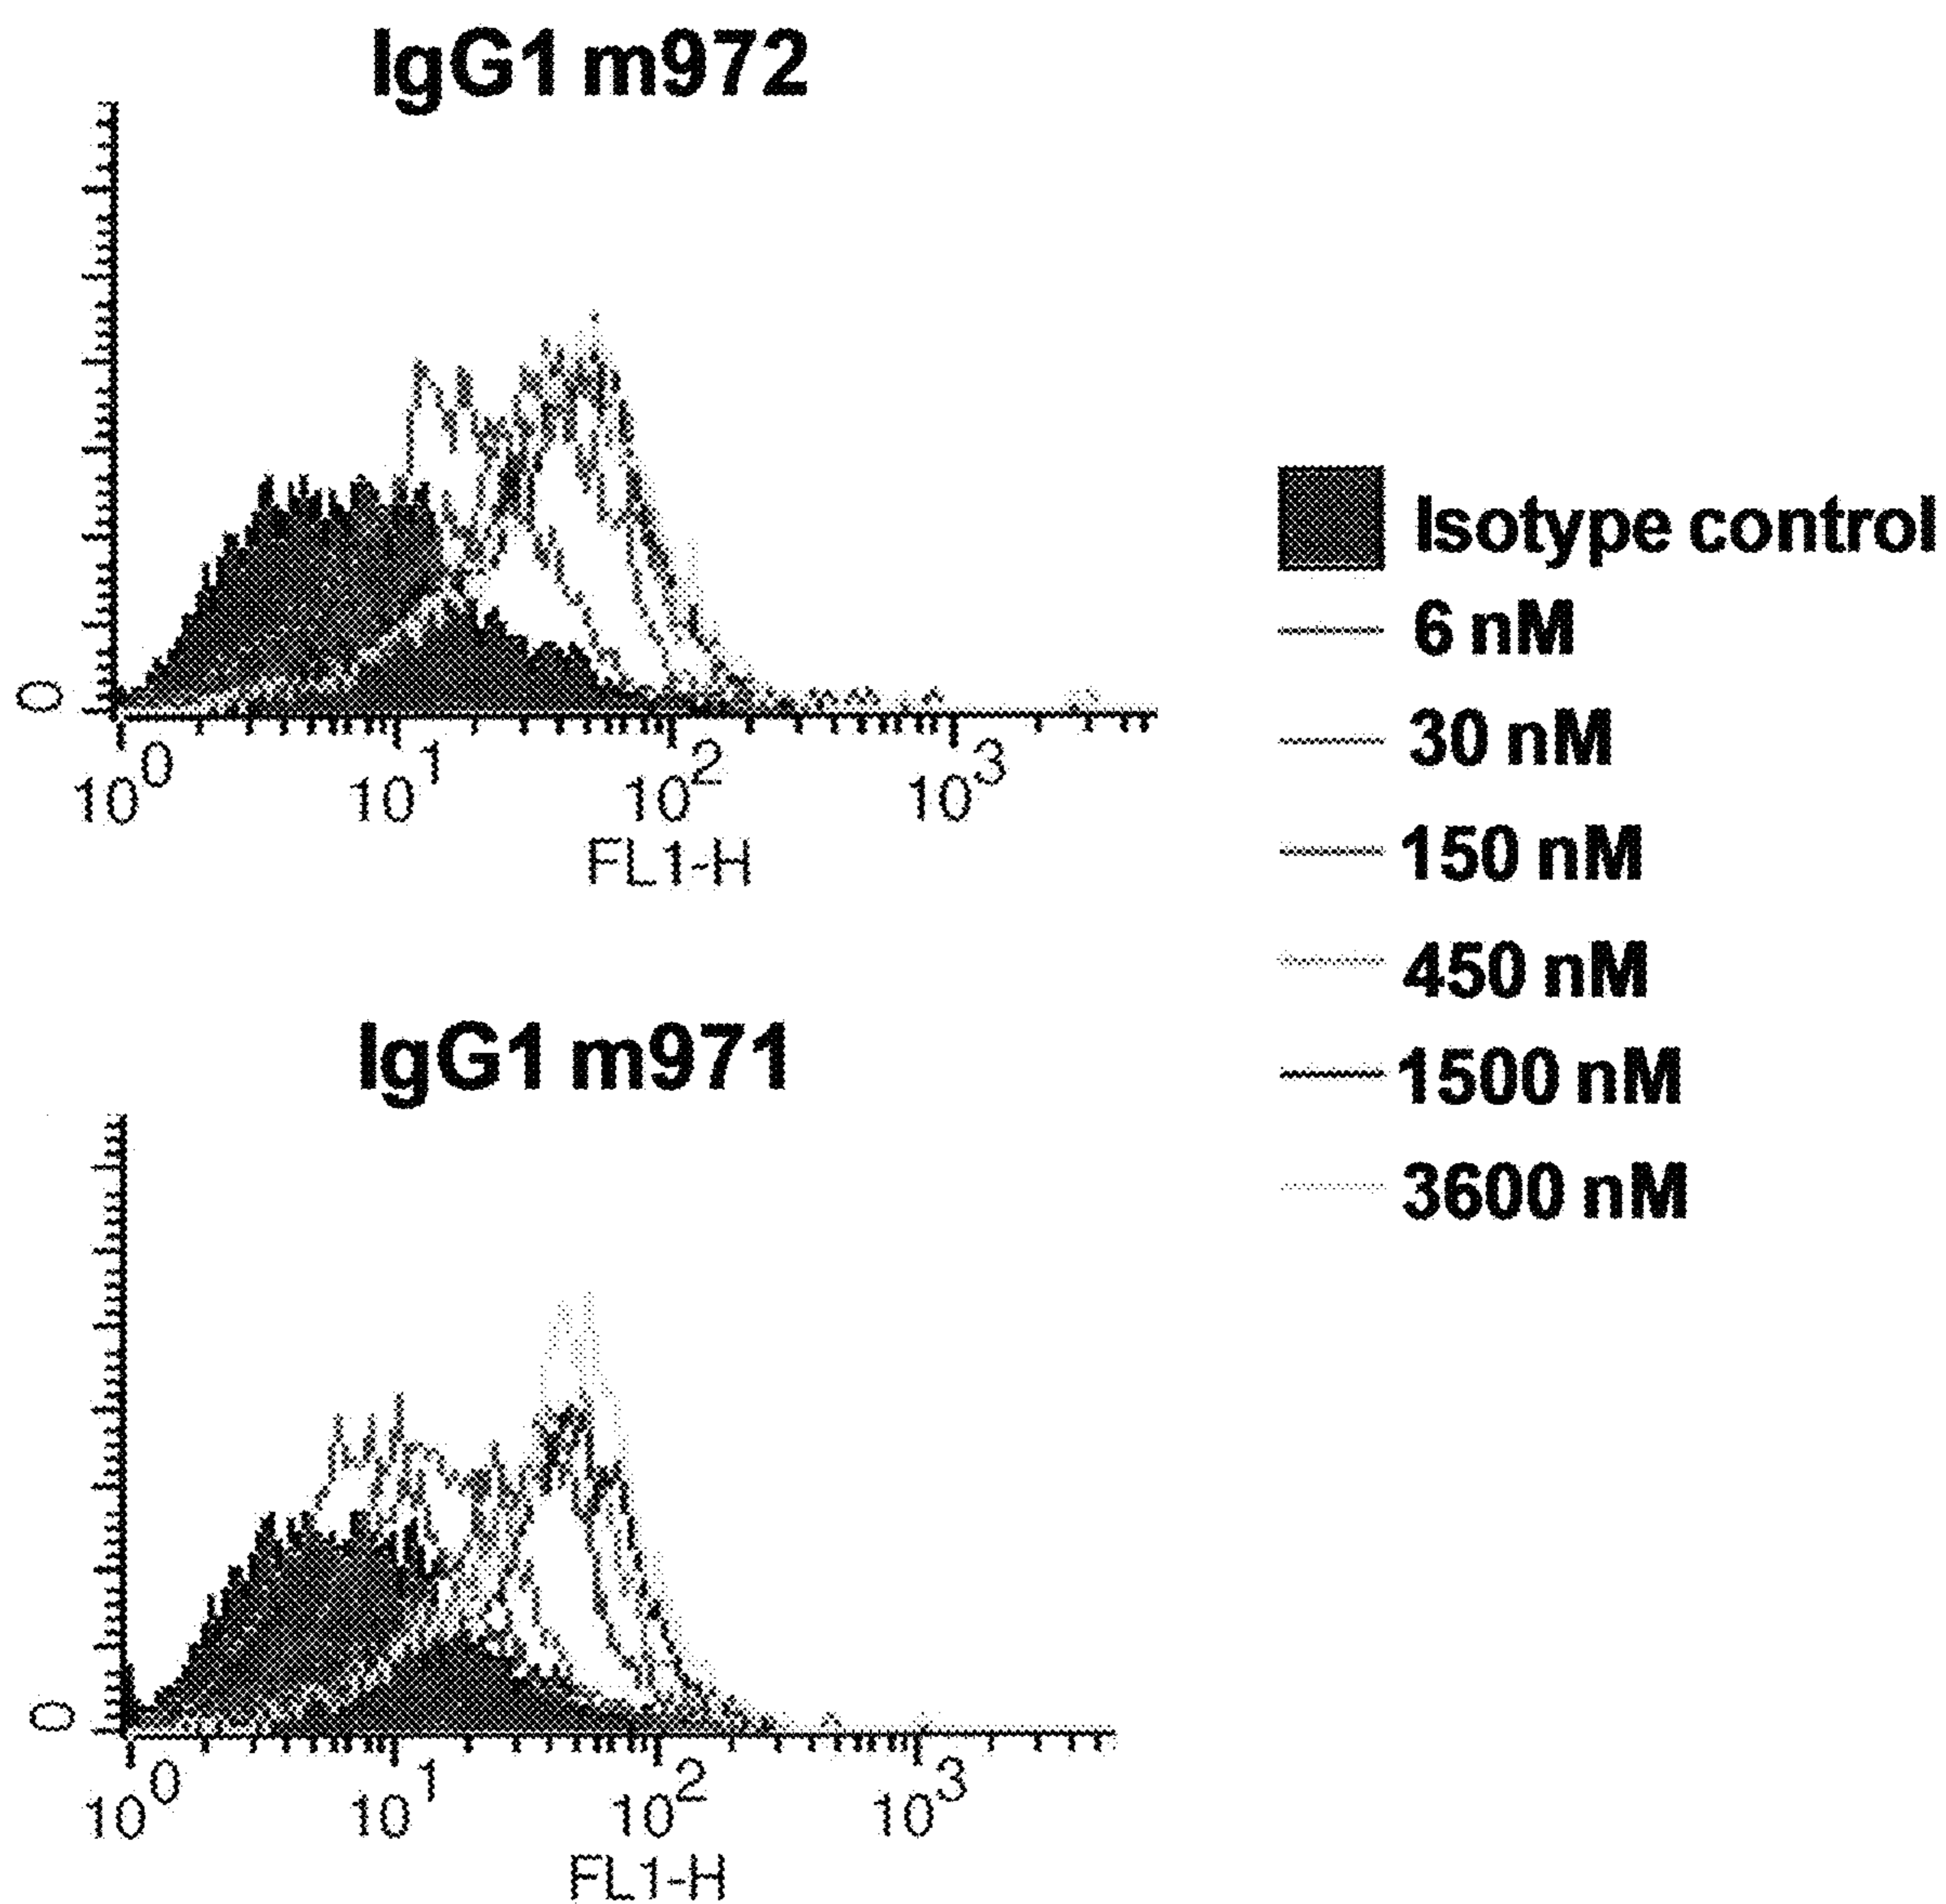 IgG1 m972
0
10^0 10^1 10^2 10^3
FL1-H
Isotype control
6 nM
30 nM
150 nM
450 nM
1500 nM
3600 nM
IgG1 m971
0
10^0 10^1 10^2 10^3
FL1-H